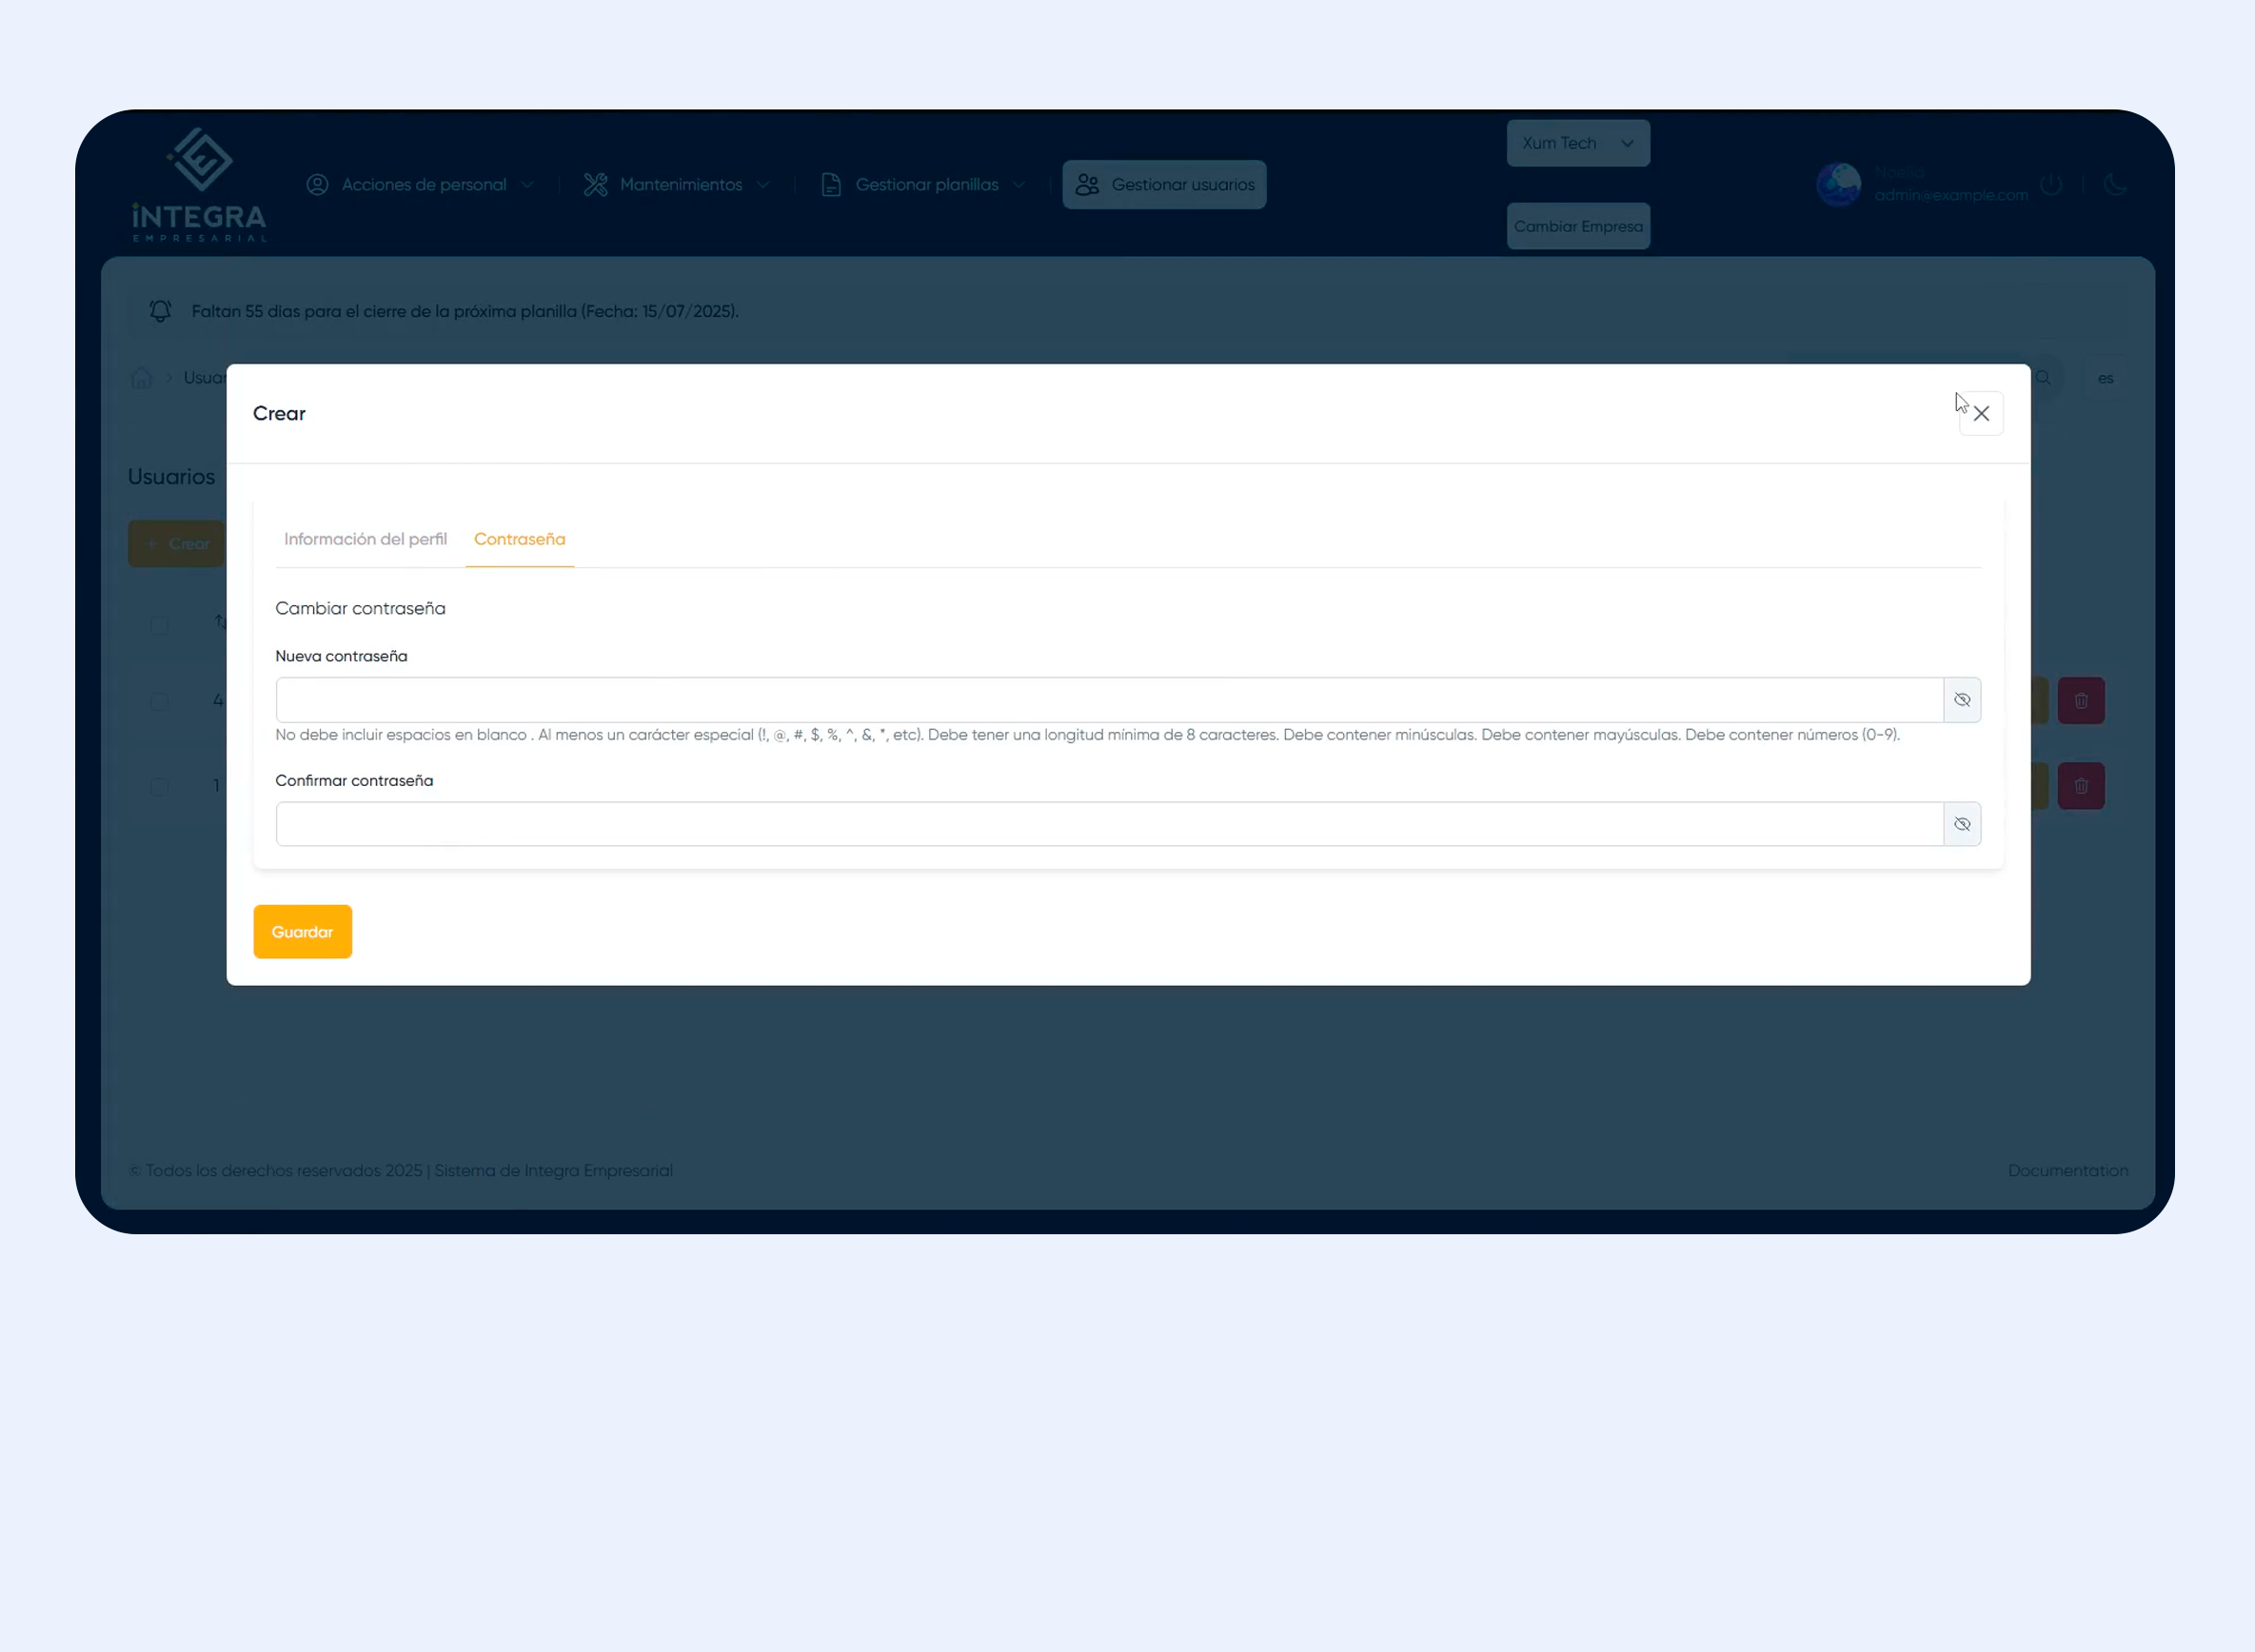 Xum Tech
Acciones de personal
Mantenimientos
Gestionar planillas
Gestionar usuarios
Noelia
admin@example.com
INTEGRA
EMPRESARIAL
Cambiar Empresa
Faltan 55 días para el cierre de la próxima planilla (Fecha: 15/07/2025).
Usuar
es
Crear
Usuarios
+ Crear
Información del perfil
Contraseña
Cambiar contraseña
Nueva contraseña
4
No debe incluir espacios en blanco . Al menos un carácter especial (!, @, #, $, %, ^, &, *, etc). Debe tener una longitud mínima de 8 caracteres. Debe contener minúsculas. Debe contener mayúsculas. Debe contener números (0-9).
Confirmar contraseña
1
Guardar
© Todos los derechos reservados 2025 | Sistema de Integra Empresarial
Documentation